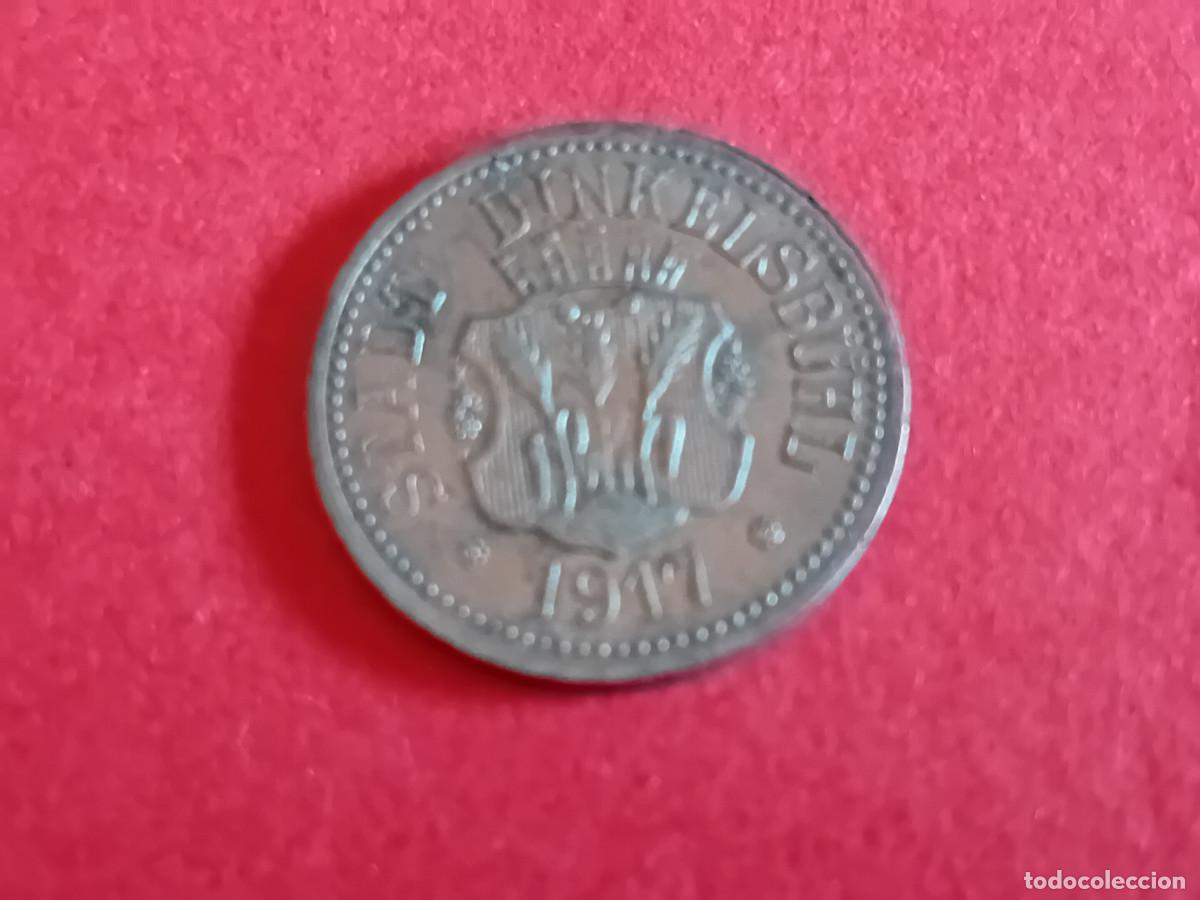 STADT DINKELSBÜHL
1917
todocoleccion